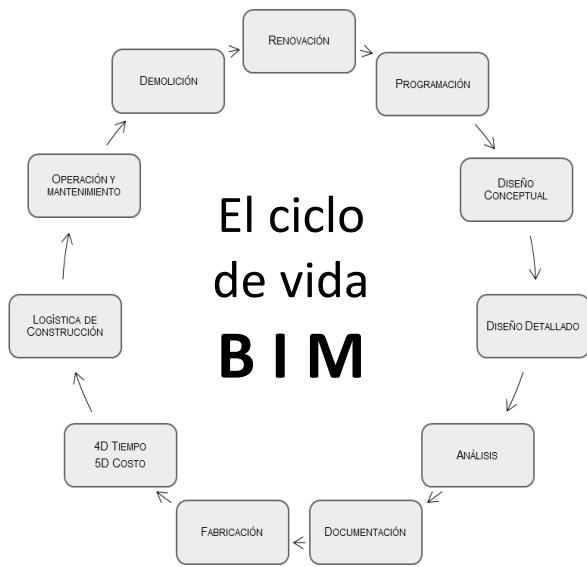 RENOVACIÓN
PROGRAMACIÓN
DISEÑO
CONCEPTUAL
DISEÑO DETALLADO
ANÁLISIS
DOCUMENTACIÓN
FABRICACIÓN
4D TIEMPO
5D COSTO
LOGÍSTICA DE
CONSTRUCCIÓN
OPERACIÓN Y
MANTENIMIENTO
DEMOLICIÓN
El ciclo
de vida
B I M